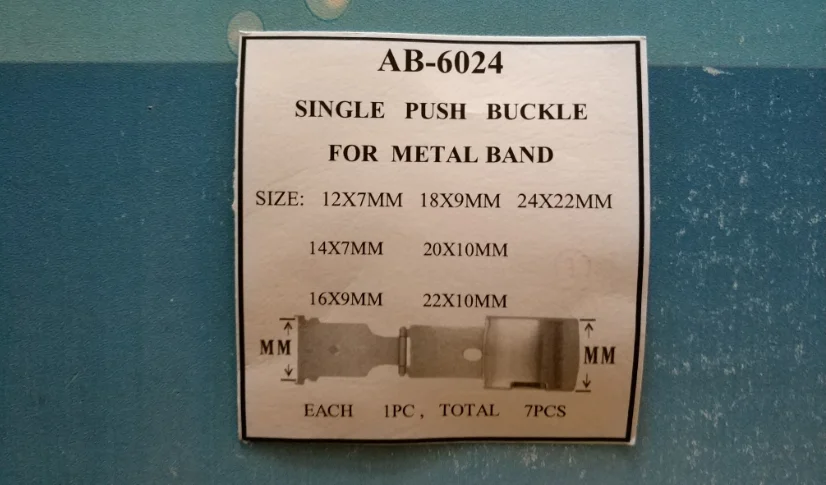 AB-6024
SINGLE PUSH BUCKLE
FOR METAL BAND
SIZE: 12X7MM 18X9MM 24X22MM
14X7MM 20X10MM
16X9MM 22X10MM
MM MM
EACH 1PC, TOTAL 7PCS